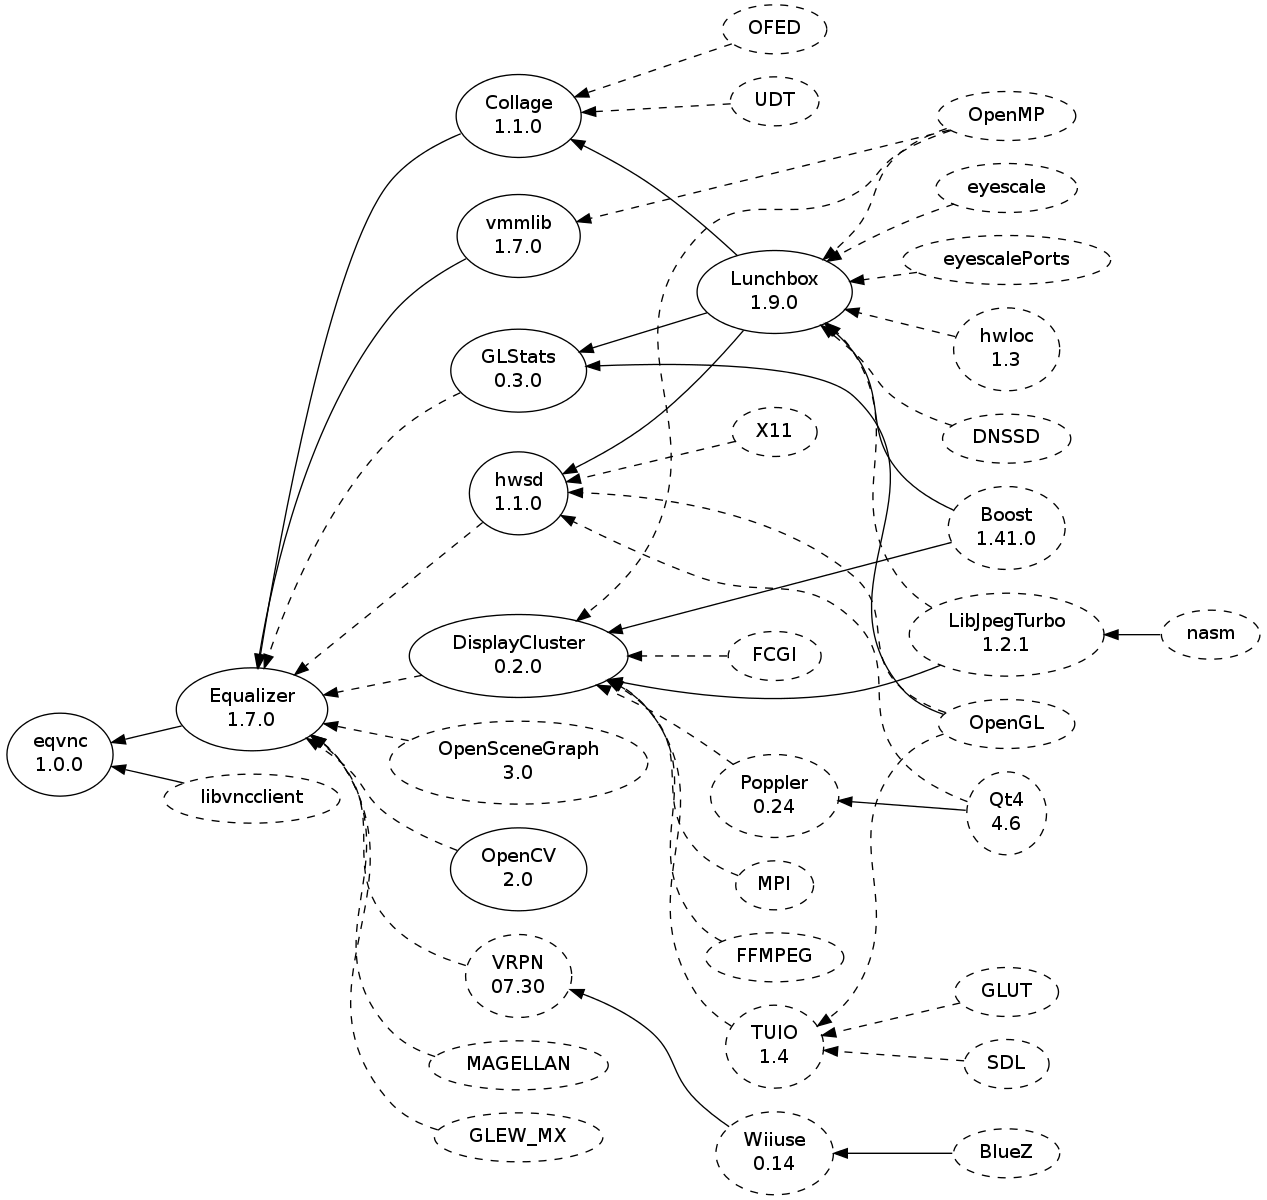 OFED
Collage
1.1.0
UDT
OpenMP
eyescale
vmmlib
1.7.0
eyescalePorts
Lunchbox
1.9.0
hwloc
1.3
GLStats
0.3.0
X11
DNSSD
hwsd
1.1.0
Boost
1.41.0
LibJpegTurbo
1.2.1
nasm
DisplayCluster
0.2.0
FCGI
Equalizer
1.7.0
OpenGL
eqvnc
1.0.0
OpenSceneGraph
3.0
libvncclient
Poppler
0.24
Qt4
4.6
OpenCV
2.0
MPI
FFMPEG
VRPN
07.30
GLUT
TUIO
1.4
SDL
MAGELLAN
GLEW_MX
Wiiuse
0.14
BlueZ